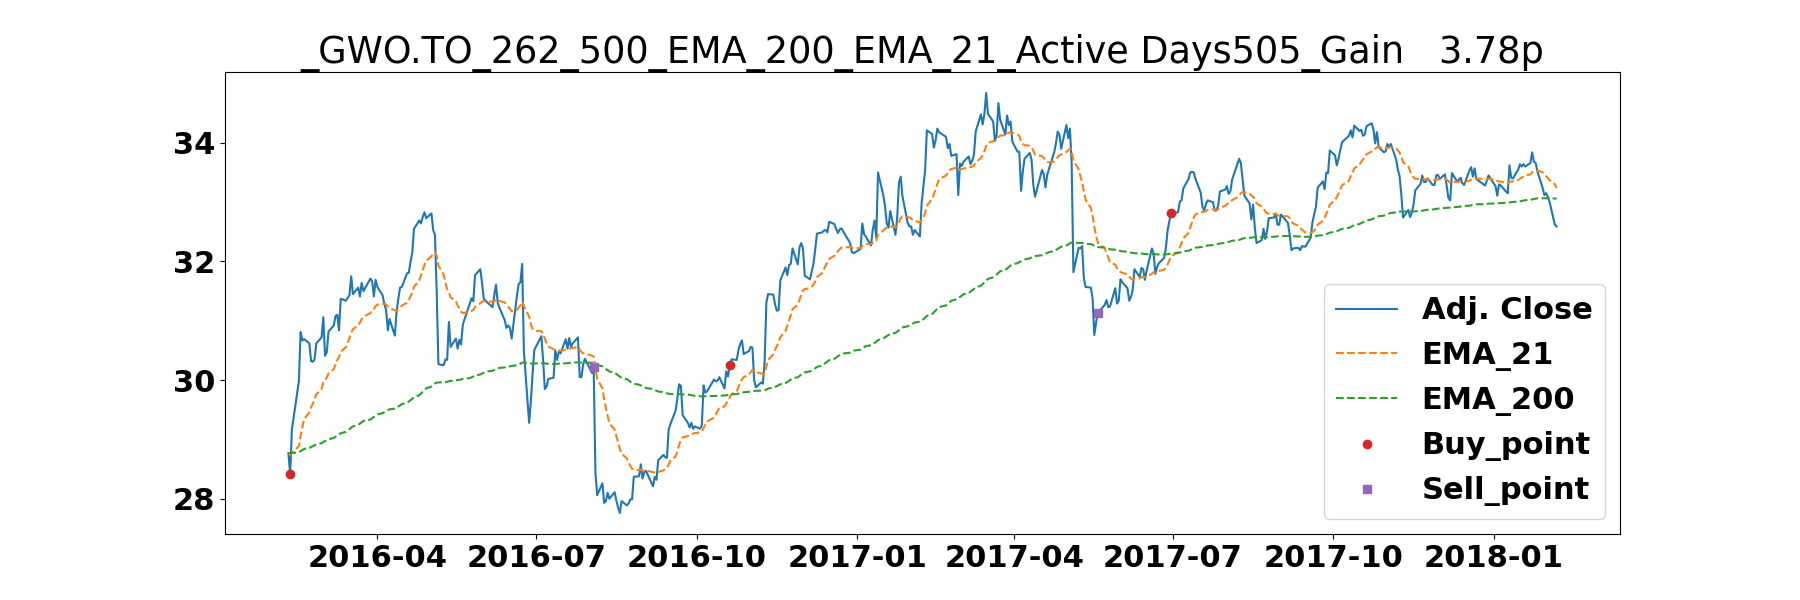 _GWO.TO_262_500_EMA_200_EMA_21_Active Days505_Gain   3.78p
34
32
30
28
2016-04 2016-07 2016-10 2017-01 2017-04 2017-07 2017-10 2018-01
Adj. Close
EMA_21
EMA_200
Buy_point
Sell_point